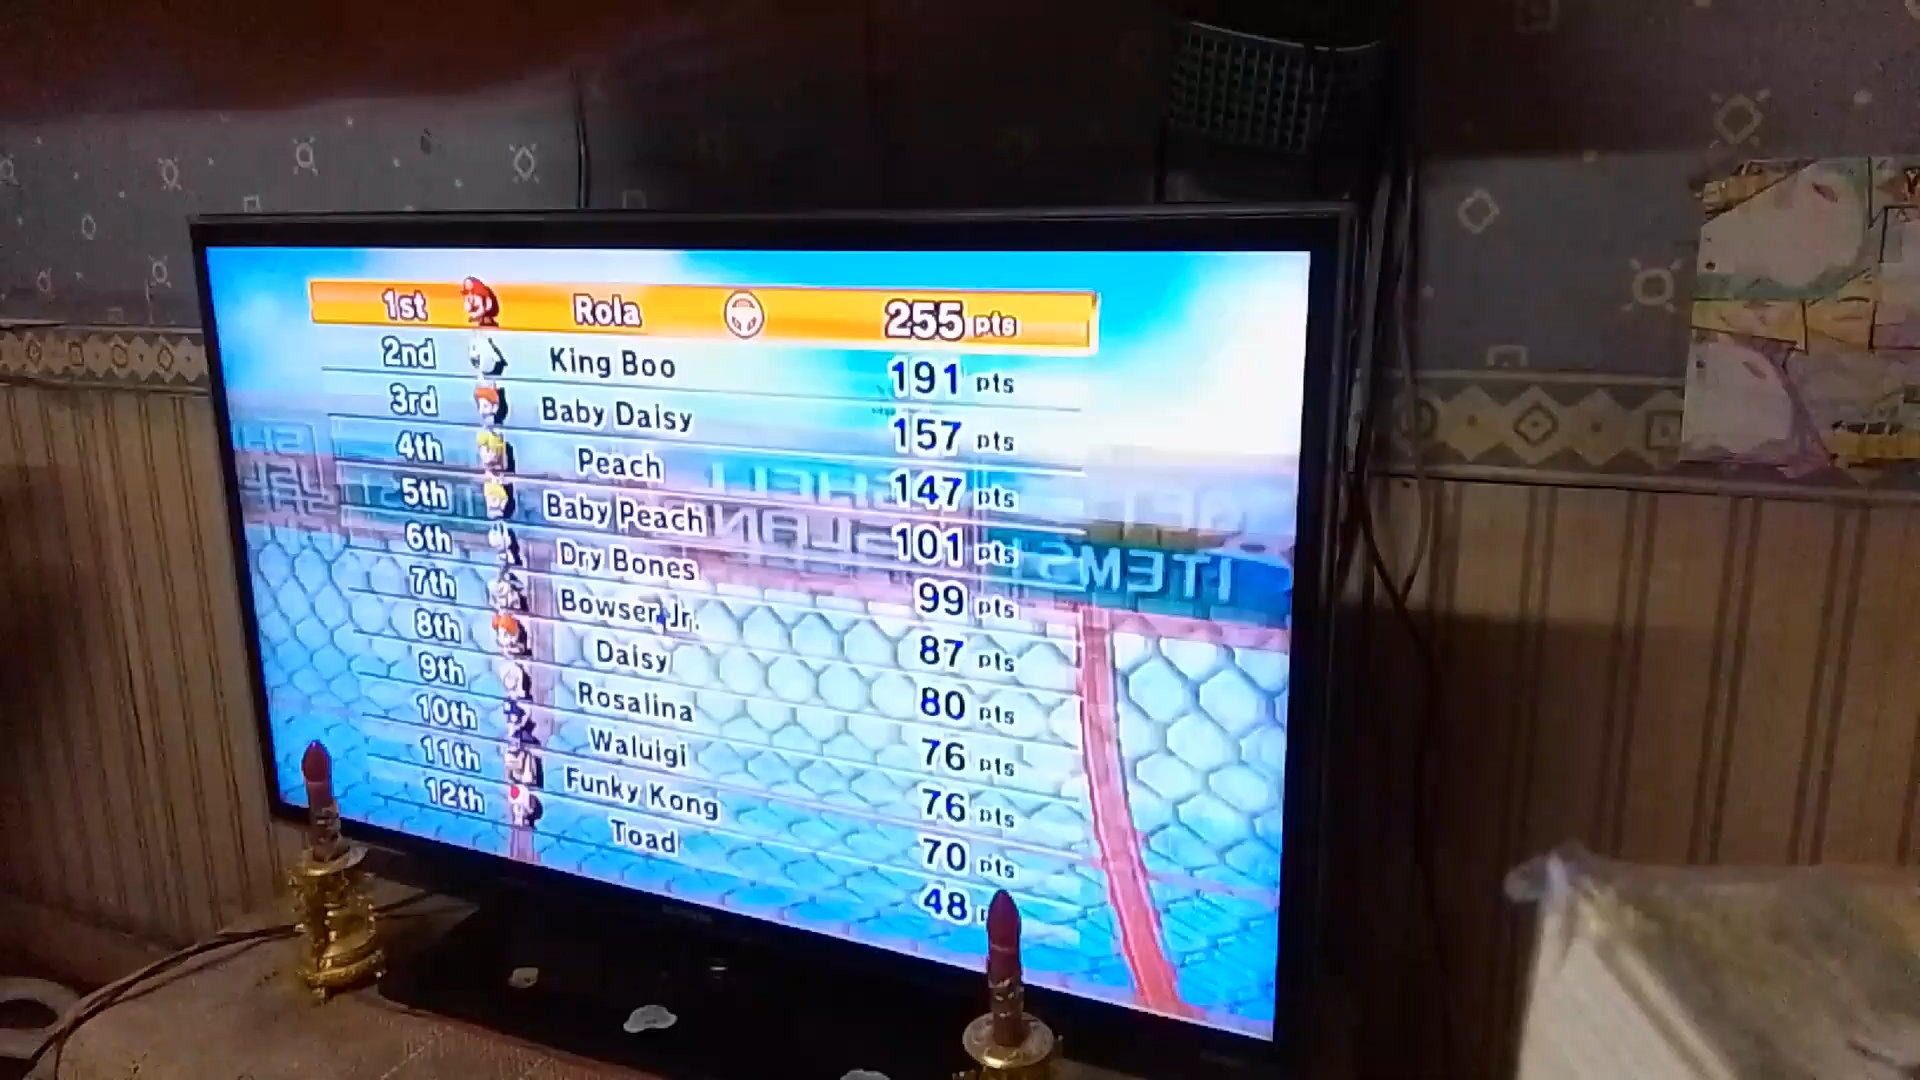 1st Rola 255 pts
2nd King Boo 191 pts
3rd Baby Daisy 157 pts
4th Peach 147 pts
5th Baby Peach 101 pts
6th Dry Bones 99 pts
7th Bowser Jr. 87 pts
8th Daisy 80 pts
9th Rosalina 76 pts
10th Waluigi 76 pts
11th Funky Kong 70 pts
12th Toad 48
ITEMS